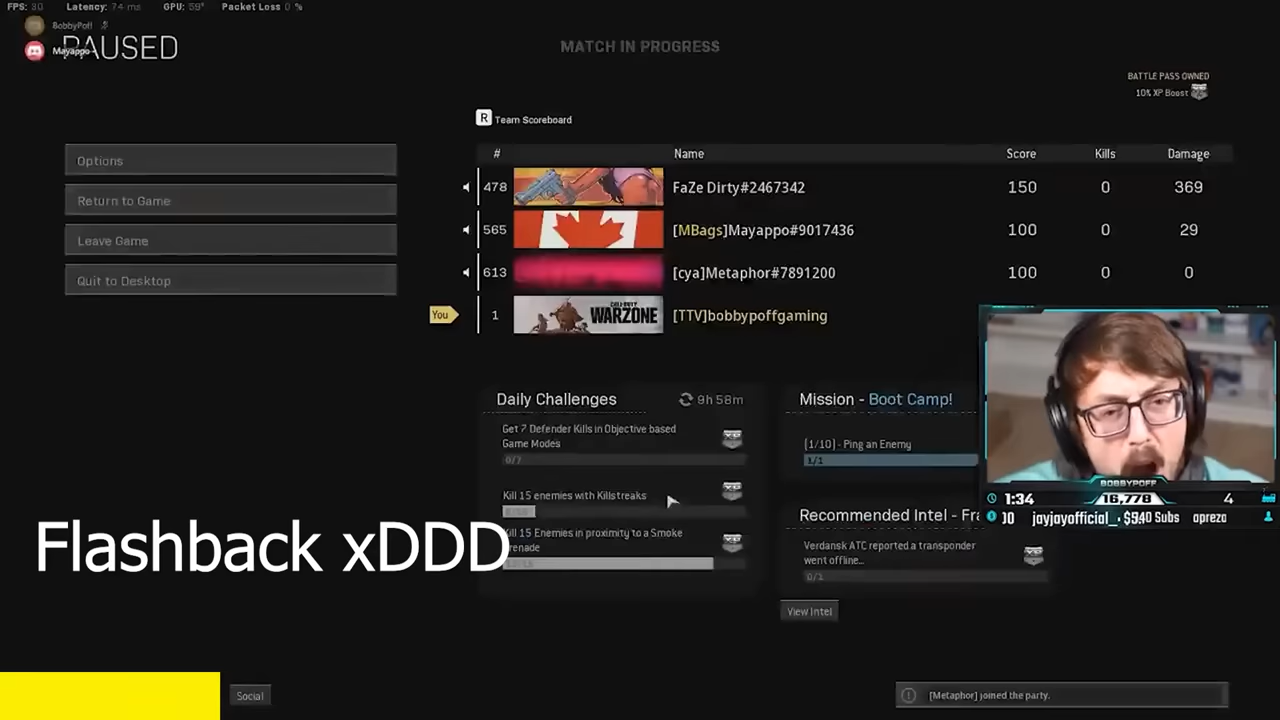 FPS: 30 Latency: 74 ms GPU: 59° Packet Loss 0 %
BobbyPoff
Mayappo
PAUSED
MATCH IN PROGRESS
BATTLE PASS OWNED
10% XP Boost
R Team Scoreboard
# Name Score Kills Damage
478 FaZe Dirty#2467342 150 0 369
565 [MBags]Mayappo#9017436 100 0 29
613 [cya]Metaphor#7891200 100 0 0
You 1 CALL OF DUTY WARZONE [TTV]bobbypoffgaming
Options
Return to Game
Leave Game
Quit to Desktop
Daily Challenges 9h 58m
Get 7 Defender Kills in Objective based
Game Modes
0/7
Kill 15 enemies with Killstreaks
Kill 15 Enemies in proximity to a Smoke
Grenade
Mission - Boot Camp!
[1/10] - Ping an Enemy
1/1
Recommended Intel - Fra
Verdansk ATC reported a transponder
went offline...
0/1
View Intel
BOBBYPOFF
1:34 16,778 4
jayjayofficial_
Subs apreza
Flashback xDDD
Social
[Metaphor] joined the party.